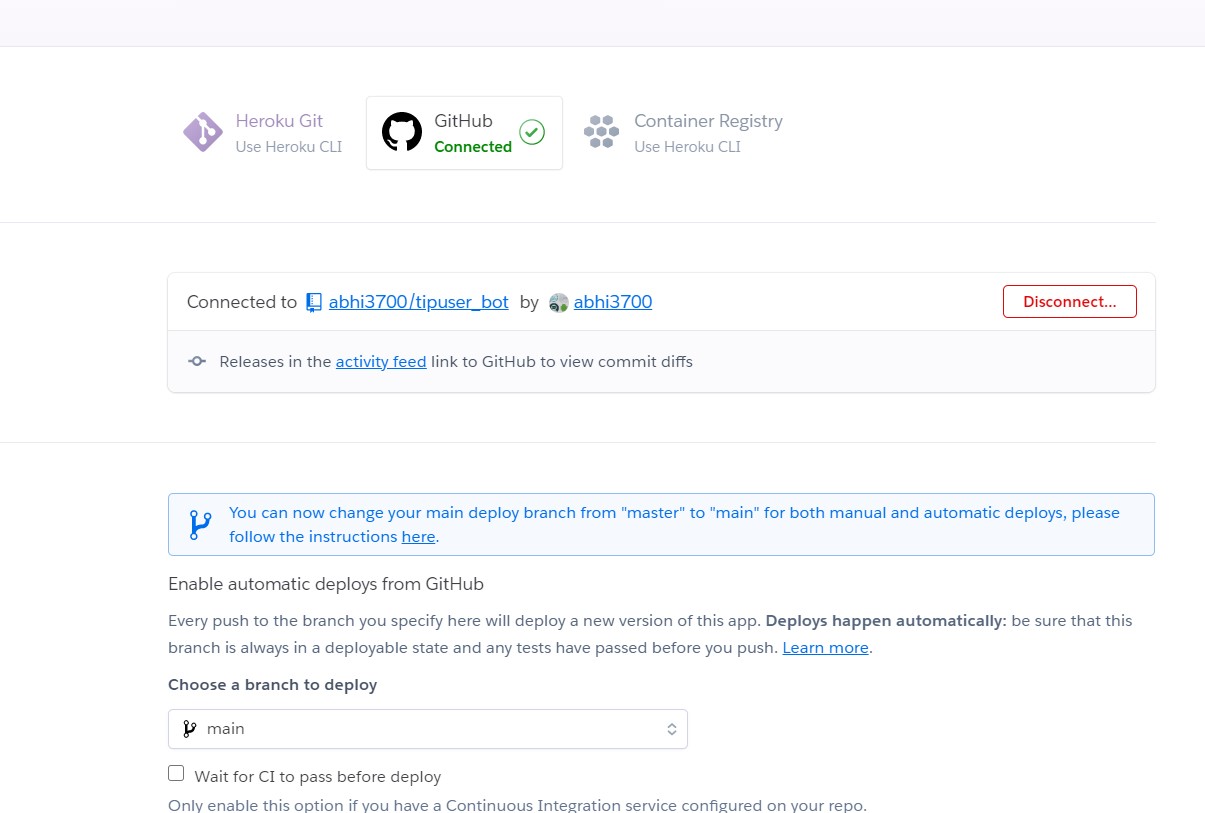 Heroku Git
Use Heroku CLI
GitHub
Connected
Container Registry
Use Heroku CLI
Connected to abhi3700/tipuser_bot by abhi3700
Disconnect...
Releases in the activity feed link to GitHub to view commit diffs
You can now change your main deploy branch from "master" to "main" for both manual and automatic deploys, please
follow the instructions here.
Enable automatic deploys from GitHub
Every push to the branch you specify here will deploy a new version of this app. Deploys happen automatically: be sure that this
branch is always in a deployable state and any tests have passed before you push. Learn more.
Choose a branch to deploy
main
Wait for CI to pass before deploy
Only enable this option if you have a Continuous Integration service configured on your repo.